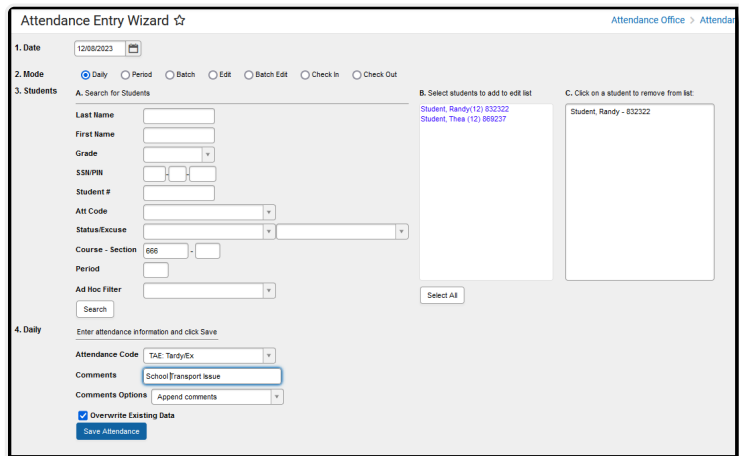 Attendance Entry Wizard ☆
Attendance Office > Attendar
1. Date
12/08/2023
2. Mode
Daily Period Batch Edit Batch Edit Check In Check Out
3. Students
A. Search for Students
Last Name
First Name
Grade
SSN/PIN - -
Student #
Att Code
Status/Excuse
Course - Section 666 -
Period
Ad Hoc Filter
Search
B. Select students to add to edit list
Student, Randy(12) 832322
Student, Thea (12) 869237
Select All
C. Click on a student to remove from list:
Student, Randy - 832322
4. Daily
Enter attendance information and click Save
Attendance Code TAE: Tardy/Ex
Comments School Transport Issue
Comments Options Append comments
Overwrite Existing Data
Save Attendance